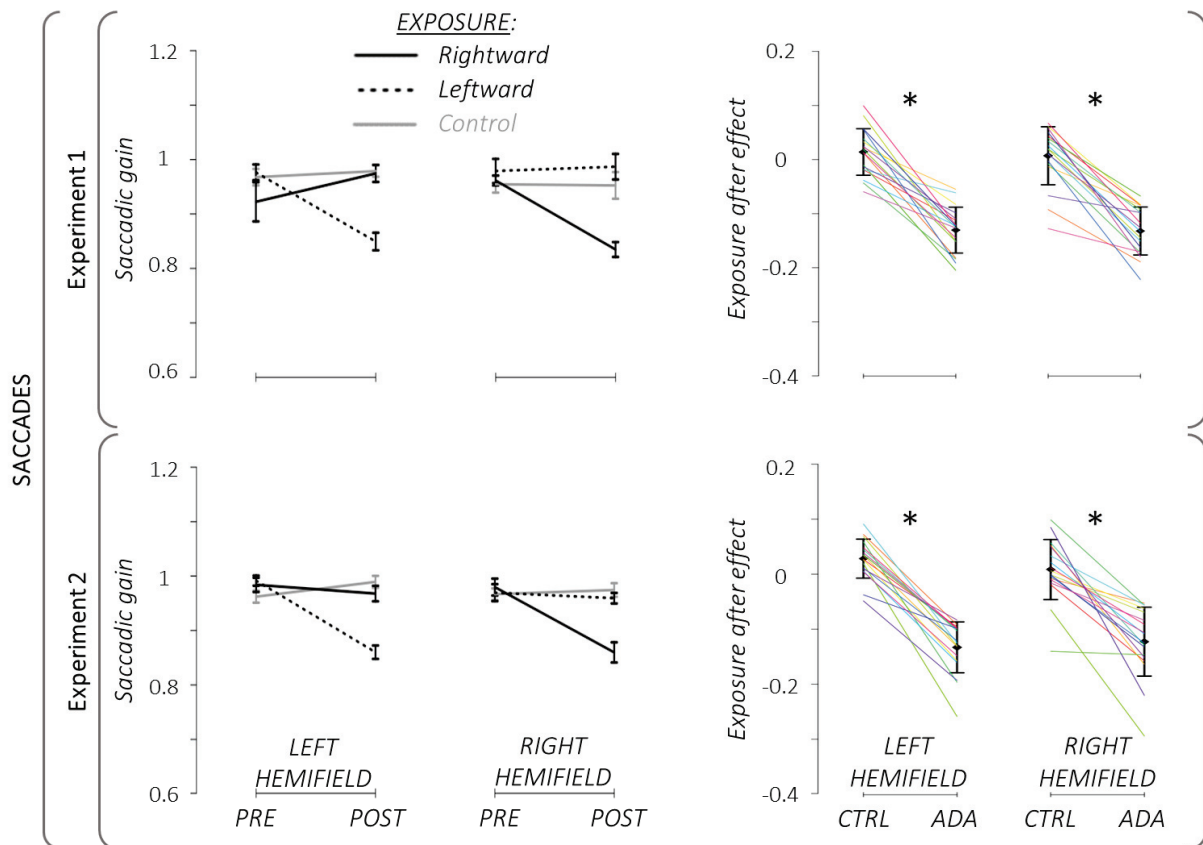 SACCADES
Experiment 1
Saccadic gain
1.2
1
0.8
0.6
EXPOSURE:
Rightward
Leftward
Control
Exposure after effect
0.2
0
-0.2
-0.4
*
*
Experiment 2
Saccadic gain
1.2
1
0.8
0.6
LEFT
HEMIFIELD
RIGHT
HEMIFIELD
PRE
POST
PRE
POST
Exposure after effect
0.2
0
-0.2
-0.4
*
*
LEFT
HEMIFIELD
RIGHT
HEMIFIELD
CTRL
ADA
CTRL
ADA